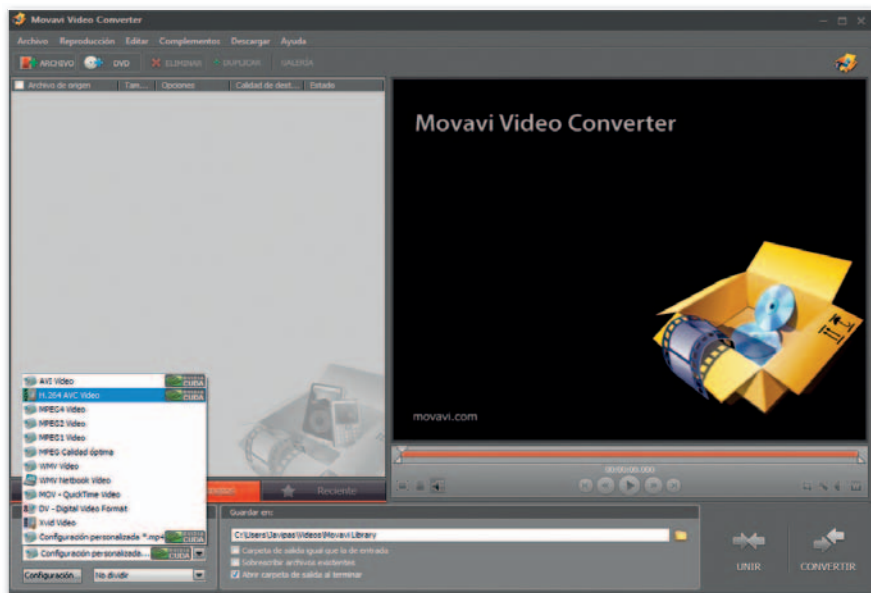 Movavi Video Converter
Archivo Reproducción Editar Complementos Descargar Ayuda
ARCHIVO DVD ELIMINAR DUPLICAR GALERÍA
Archivo de origen Tam... Opciones Calidad de dest... Estado
Movavi Video Converter
movavi.com
00:00:00.000
AVI Video CUDA
H.264 AVC Video CUDA
MPEG4 Video
MPEG2 Video
MPEG1 Video
MPEG Calidad óptima
WMV Video
WMV Netbook Video
MOV - QuickTime Video
DV - Digital Video Format
Xvid Video
Configuración personalizada *.mp4 CUDA
Configuración personalizada... CUDA
Reciente
Configuración... No dividir
Guardar en:
C:\Users\Javipas\Videos\Movavi Library
Carpeta de salida igual que la de entrada
Sobrescribir archivos existentes
Abrir carpeta de salida al terminar
UNIR
CONVERTIR